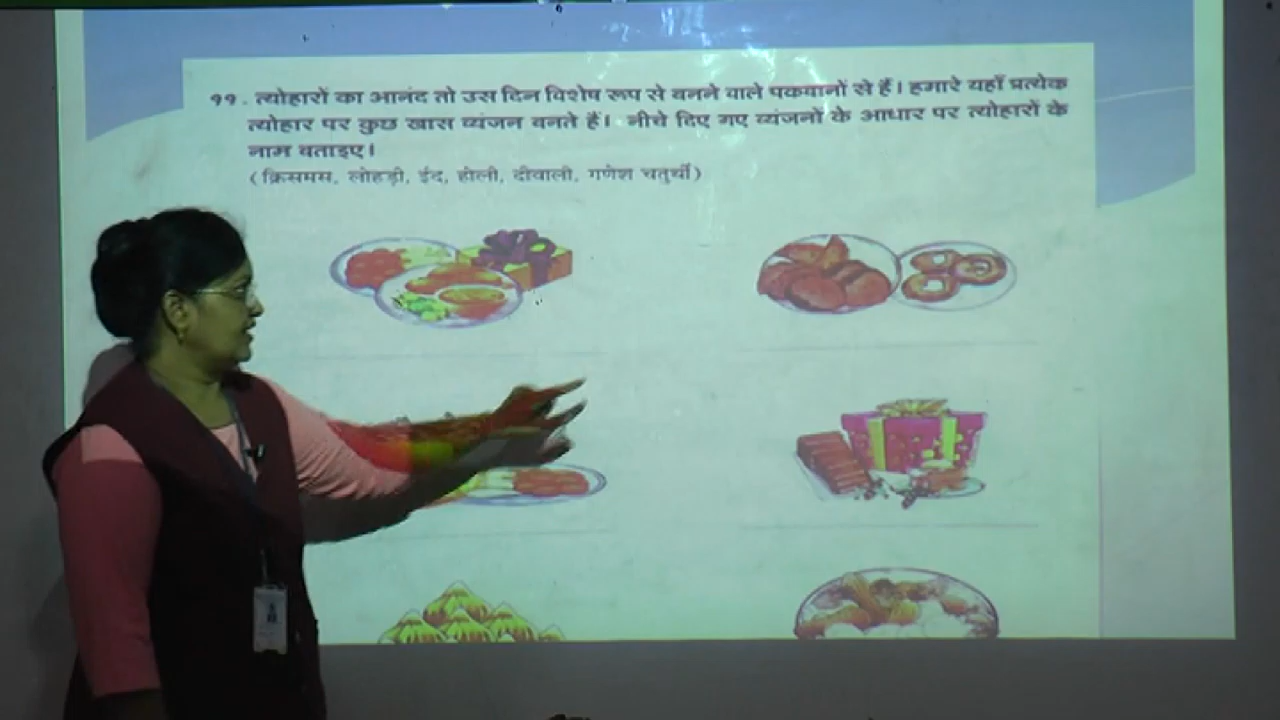 ११. त्योहारों का आनंद तो उस दिन विशेष रूप से बनने वाले पकवानों से हैं। हमारे यहाँ प्रत्येक
त्योहार पर कुछ खास व्यंजन बनते हैं। नीचे दिए गए व्यंजनों के आधार पर त्योहारों के
नाम बताइए।
(क्रिसमस, लोहड़ी, ईद, होली, दीवाली, गणेश चतुर्थी)